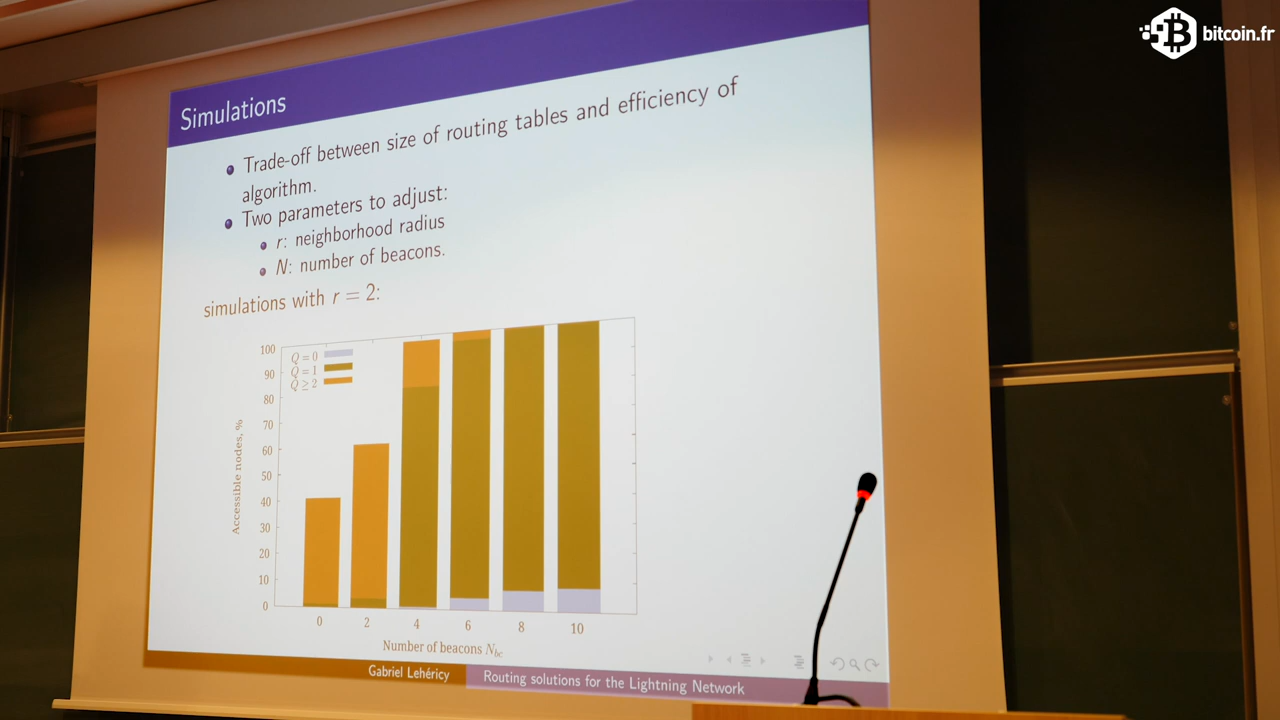 bitcoin.fr
Simulations
Trade-off between size of routing tables and efficiency of
algorithm.
Two parameters to adjust:
r: neighborhood radius
N: number of beacons.
simulations with r = 2:
Q = 0
Q = 1
Q ≥ 2
100
90
80
70
60
50
40
30
20
10
0
Accessible nodes, %
0 2 4 6 8 10
Number of beacons N_bc
Gabriel Lehéricy
Routing solutions for the Lightning Network